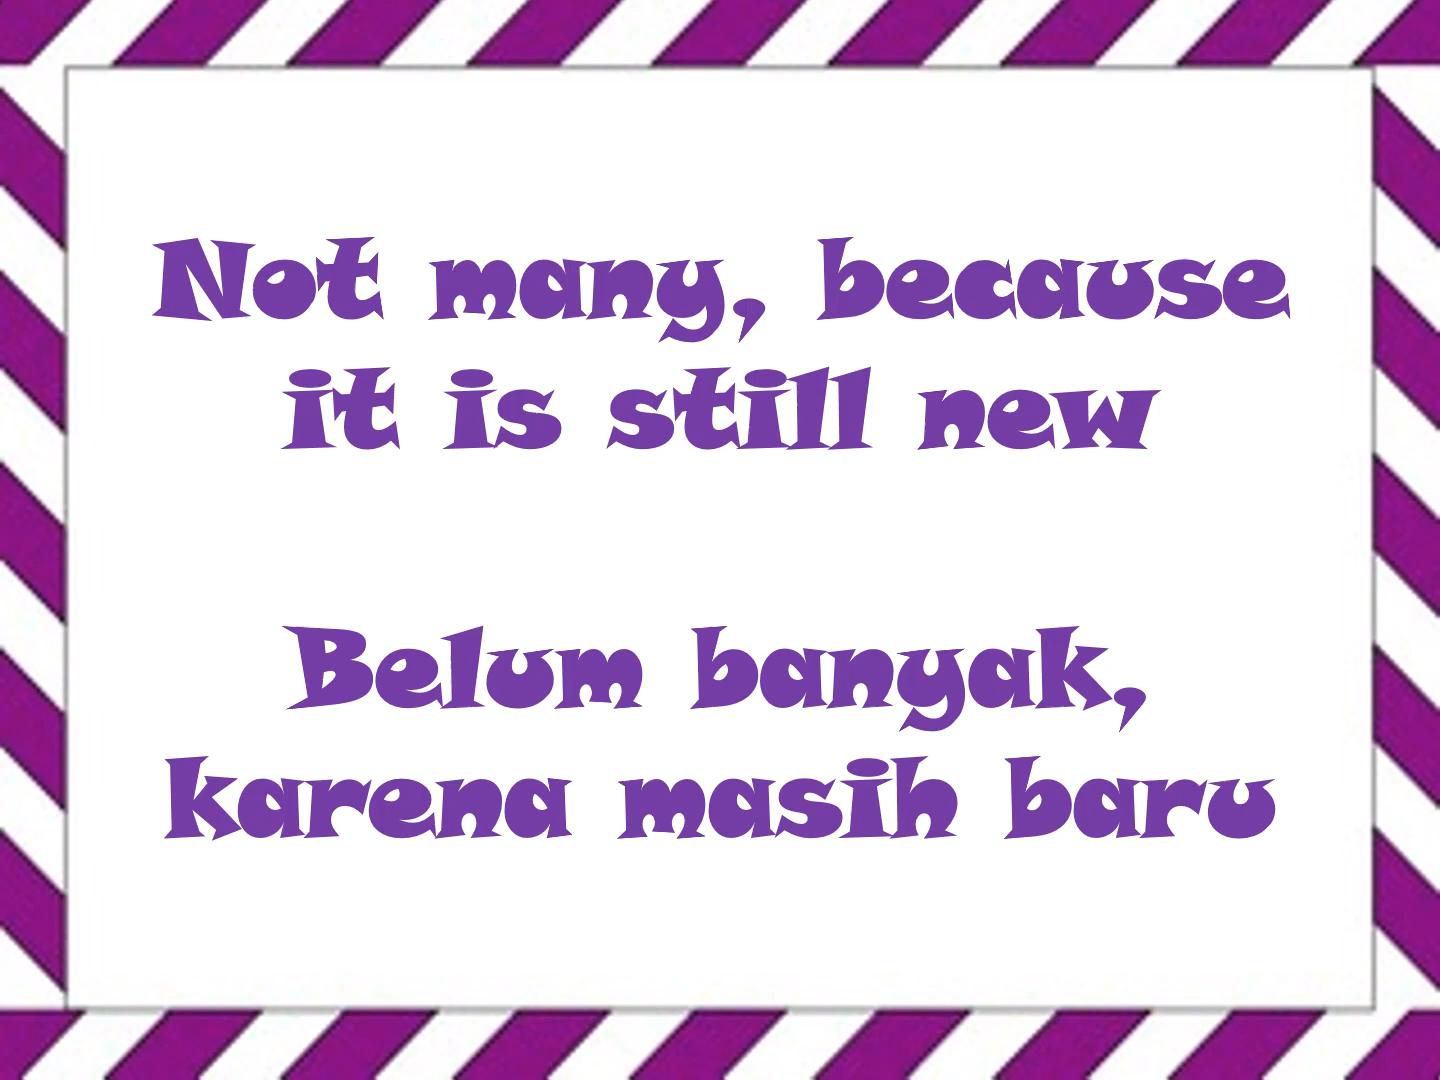 Not many, because
it is still new
Belum banyak,
karena masih baru